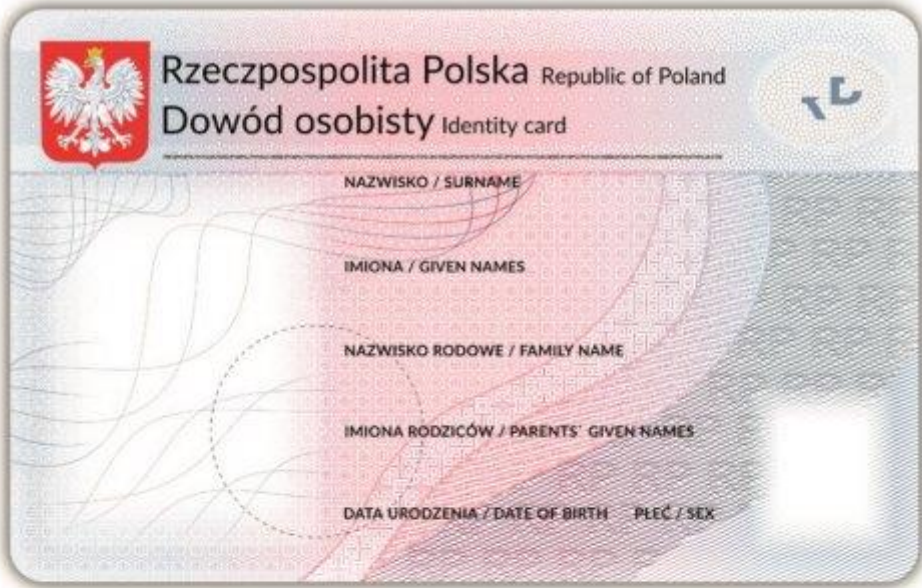 Rzeczpospolita Polska Republic of Poland
Dowód osobisty Identity card
NAZWISKO / SURNAME
IMIONA / GIVEN NAMES
NAZWISKO RODOWE / FAMILY NAME
IMIONA RODZICÓW / PARENTS´ GIVEN NAMES
DATA URODZENIA / DATE OF BIRTH PŁEĆ / SEX